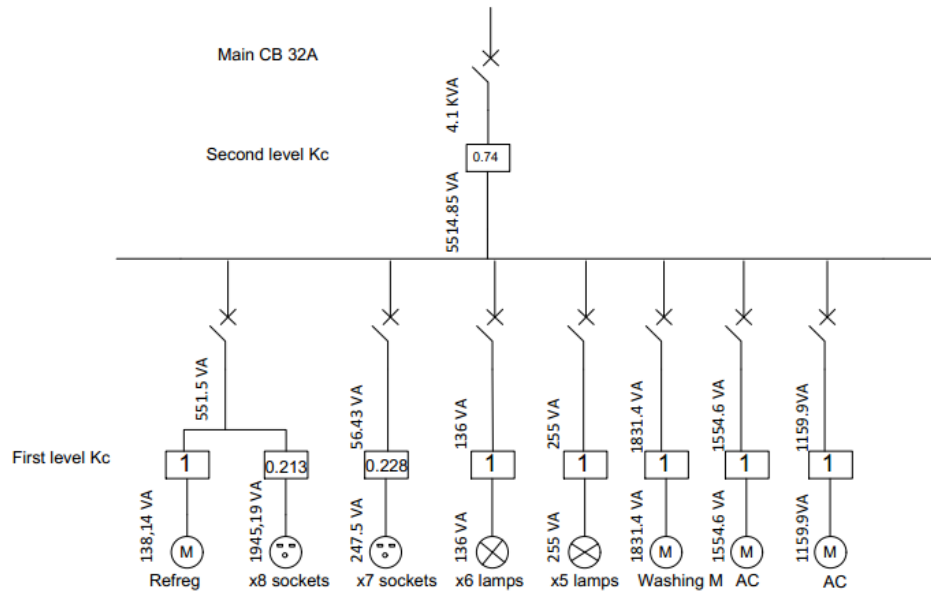 Main CB 32A
4.1 KVA
Second level Kc
0.74
5514.85 VA
551.5 VA
56.43 VA
136 VA
255 VA
1831.4 VA
1554.6 VA
1159.9VA
First level Kc
1
0.213
0.228
1
1
1
1
1
138,14 VA
1945,19 VA
247.5 VA
136 VA
255 VA
1831.4 VA
1554.6 VA
1159.9VA
M
M
M
M
Refreg
x8 sockets
x7 sockets
x6 lamps
x5 lamps
Washing M
AC
AC